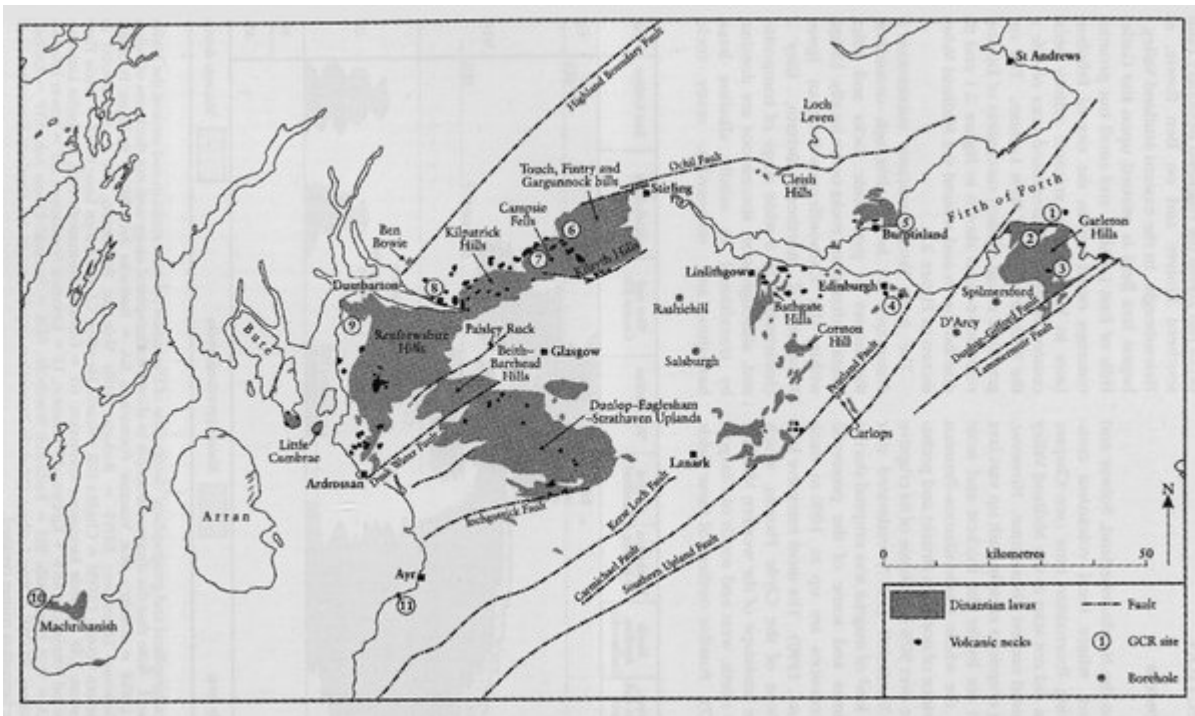 St Andrews
Highland Boundary Fault
Loch
Leven
Ochil Fault
Cleish
Hills
Touch, Fintry and
Gargunnock hills
Stirling
Firth of Forth
1
Campsie
Fells
6
5
Burntisland
2
Garleton
Hills
Ben
Bowie
Kilpatrick
Hills
7
Kilsyth Hills
Dumbarton
8
Linlithgow
Edinburgh
3
Rashiehill
Bathgate
Hills
4
Spilmersford
9
Renfrewshire
Hills
Paisley Ruck
D'Arcy
Dunbar-Gifford Fault
Corston
Hill
Lammermuir Fault
Bute
Beith–
Barrhead
Hills
Glasgow
Salsburgh
Pentland Fault
Dunlop–Eaglesham
–Strathaven Uplands
Carlops
Little
Cumbrae
Dusk Water Fault
Lanark
Ardrossan
Arran
Inchgotrick Fault
Kerse Loch Fault
N
Carmichael Fault
Southern Upland Fault
0
kilometres
50
Ayr
11
10
Machrihanish
Dinantian lavas
Fault
Volcanic necks
1
GCR site
Borehole